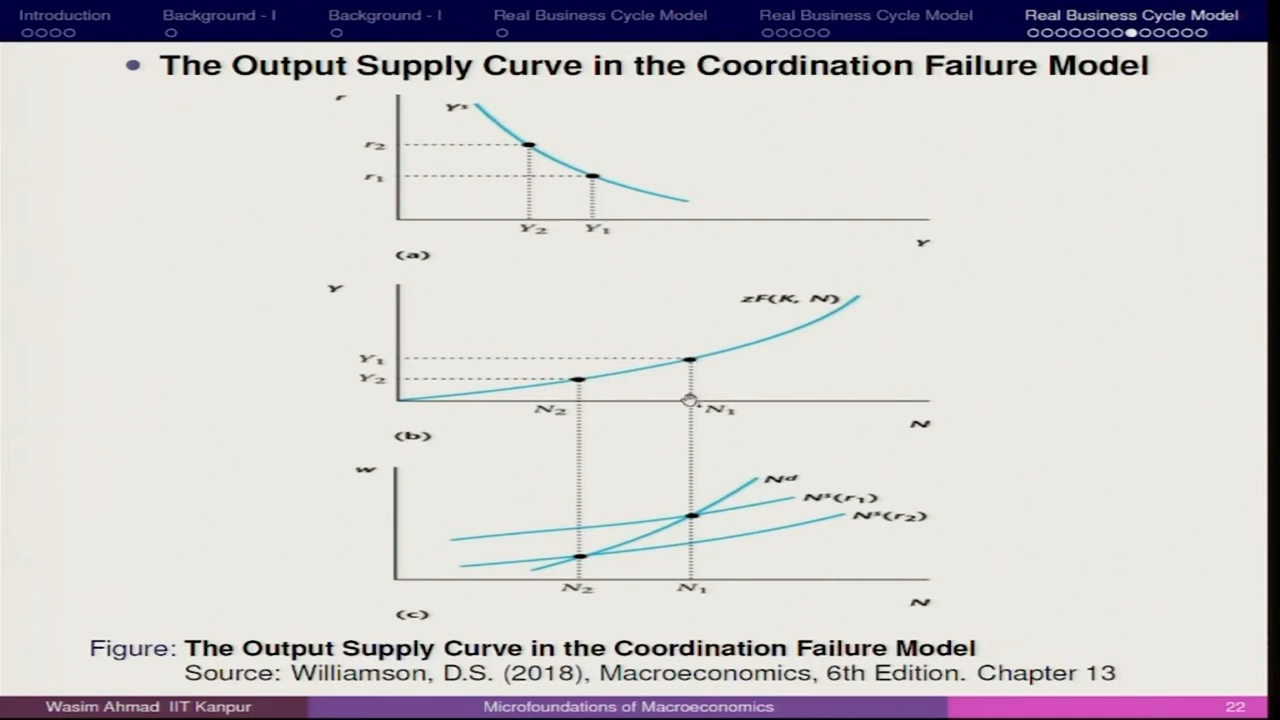 Introduction Background - I Background - I Real Business Cycle Model Real Business Cycle Model Real Business Cycle Model
• The Output Supply Curve in the Coordination Failure Model
r
Yˢ
r₂
r₁
Y₂ Y₁
Y
(a)
Y
zF(K, N)
Y₁
Y₂
N₂ N₁
N
(b)
w
Nᵈ
Nˢ(r₁)
Nˢ(r₂)
N₂ N₁
N
(c)
Figure: The Output Supply Curve in the Coordination Failure Model
Source: Williamson, D.S. (2018), Macroeconomics, 6th Edition. Chapter 13
Wasim Ahmad IIT Kanpur Microfoundations of Macroeconomics 22